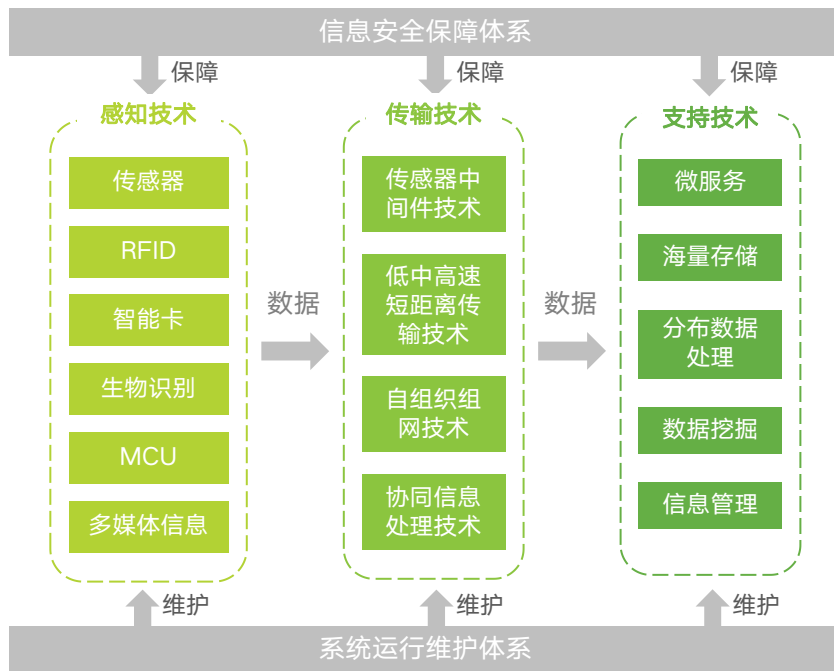 信息安全保障体系
保障
保障
保障
感知技术
传感器
RFID
智能卡
生物识别
MCU
多媒体信息
数据
传输技术
传感器中
间件技术
低中高速
短距离传
输技术
自组织组
网技术
协同信息
处理技术
数据
支持技术
微服务
海量存储
分布数据
处理
数据挖掘
信息管理
维护
维护
维护
系统运行维护体系